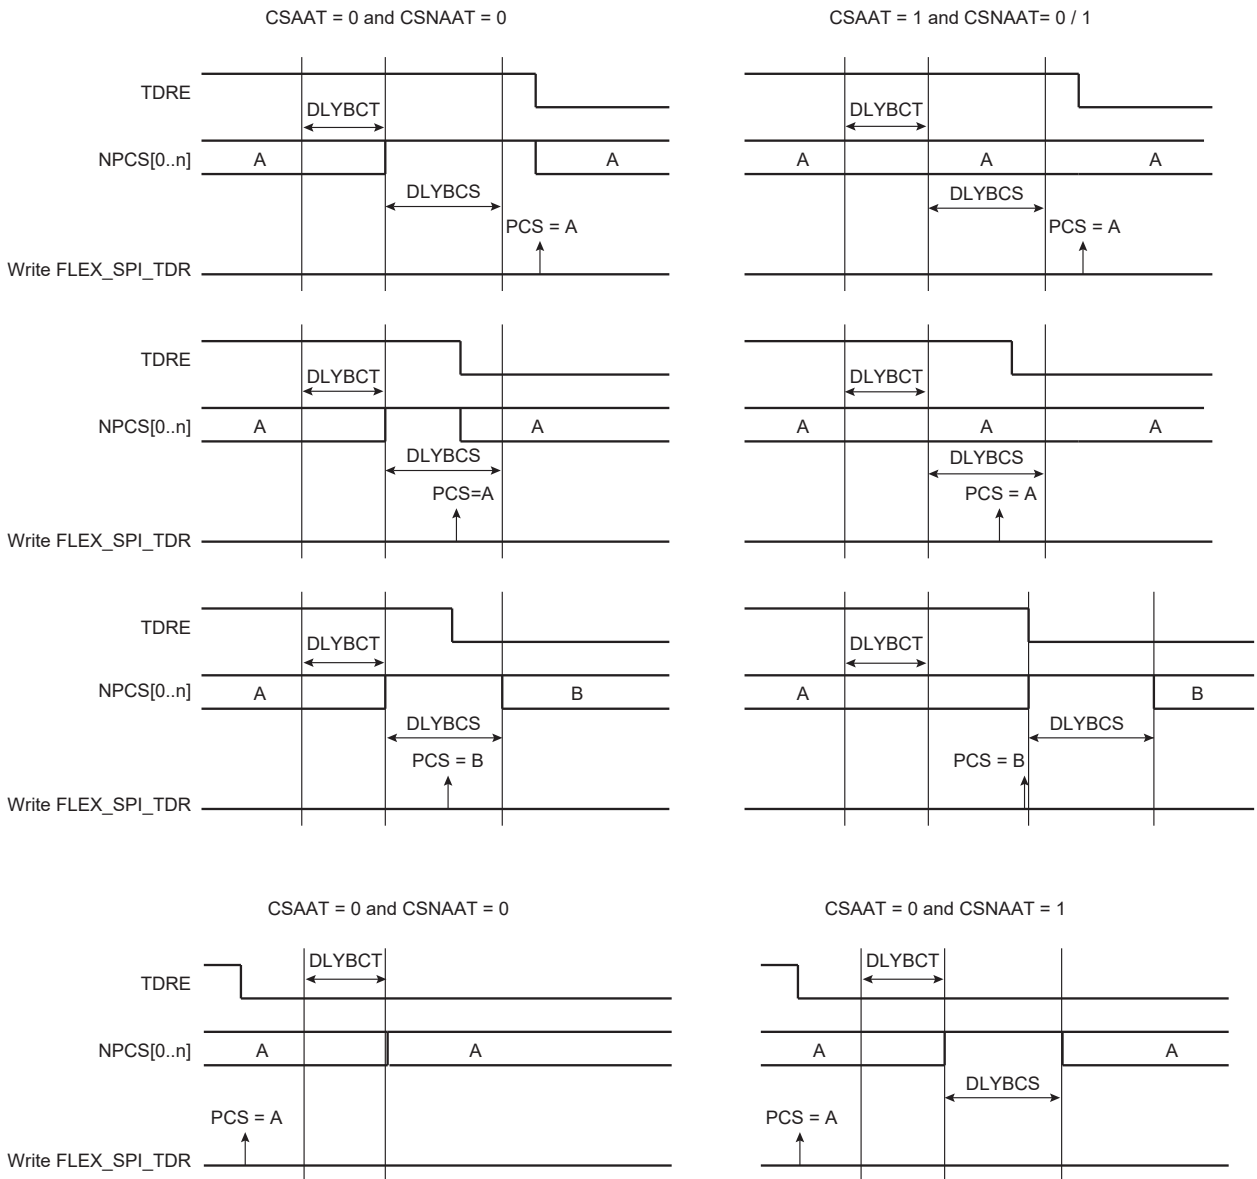 CSAAT = 0 and CSNAAT = 0
CSAAT = 1 and CSNAAT= 0 / 1
TDRE
DLYBCT
DLYBCT
NPCS[0..n]
A
A
A
A
A
DLYBCS
DLYBCS
PCS = A
PCS = A
Write FLEX_SPI_TDR
TDRE
DLYBCT
DLYBCT
NPCS[0..n]
A
A
A
A
A
DLYBCS
DLYBCS
PCS=A
PCS = A
Write FLEX_SPI_TDR
TDRE
DLYBCT
DLYBCT
NPCS[0..n]
A
B
A
B
DLYBCS
DLYBCS
PCS = B
PCS = B
Write FLEX_SPI_TDR
CSAAT = 0 and CSNAAT = 0
CSAAT = 0 and CSNAAT = 1
DLYBCT
DLYBCT
TDRE
NPCS[0..n]
A
A
A
A
DLYBCS
PCS = A
PCS = A
Write FLEX_SPI_TDR